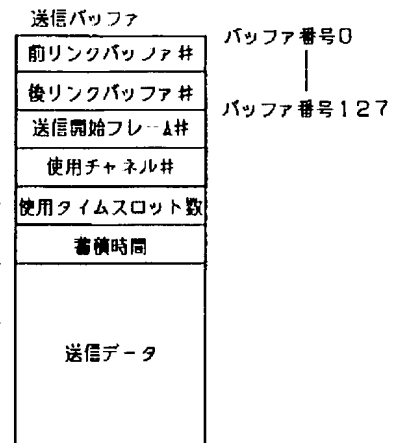 送信バッファ
バッファ番号0
前リンクバッファ#
後リンクバッファ#
バッファ番号127
送信開始フレーム#
使用チャネル#
使用タイムスロット数
蓄積時間
送信データ